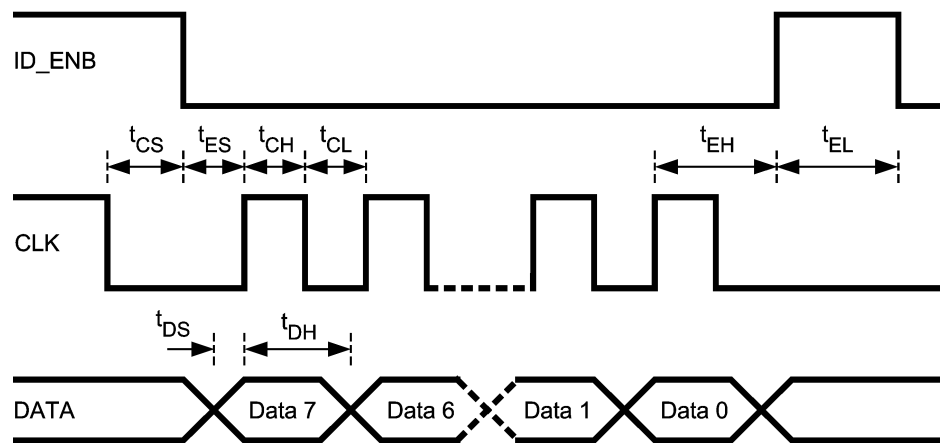 ID_ENB
tCS tES tCH tCL tEH tEL
CLK
tDS tDH
DATA Data 7 Data 6 Data 1 Data 0